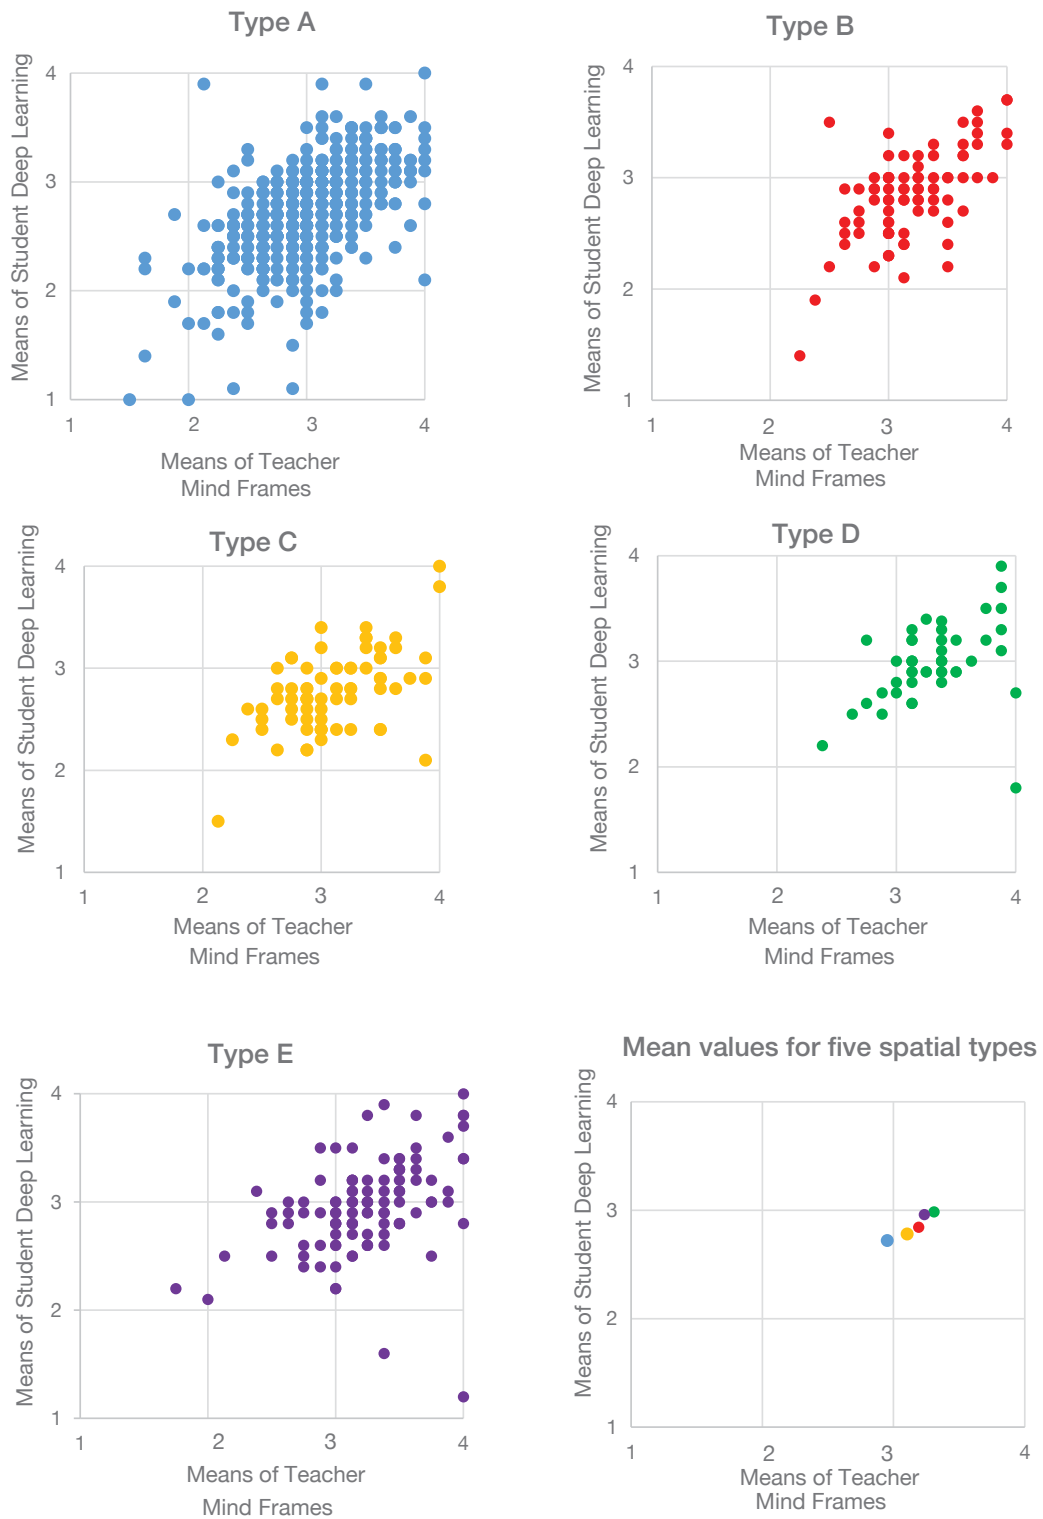 Type A
Means of Student Deep Learning
4
3
2
1
1
2
3
4
Means of Teacher
Mind Frames
Type B
Means of Student Deep Learning
4
3
2
1
1
2
3
4
Means of Teacher
Mind Frames
Type C
Means of Student Deep Learning
4
3
2
1
1
2
3
4
Means of Teacher
Mind Frames
Type D
Means of Student Deep Learning
4
3
2
1
1
2
3
4
Means of Teacher
Mind Frames
Type E
Means of Student Deep Learning
4
3
2
1
1
2
3
4
Means of Teacher
Mind Frames
Mean values for five spatial types
Means of Student Deep Learning
4
3
2
1
1
2
3
4
Means of Teacher
Mind Frames